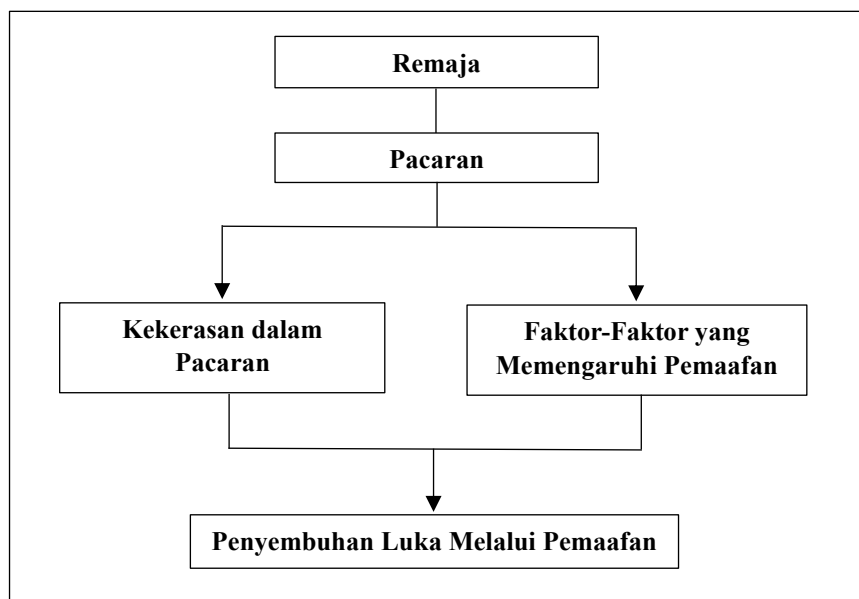 Remaja
Pacaran
Kekerasan dalam
Pacaran
Faktor-Faktor yang
Memengaruhi Pemaafan
Penyembuhan Luka Melalui Pemaafan